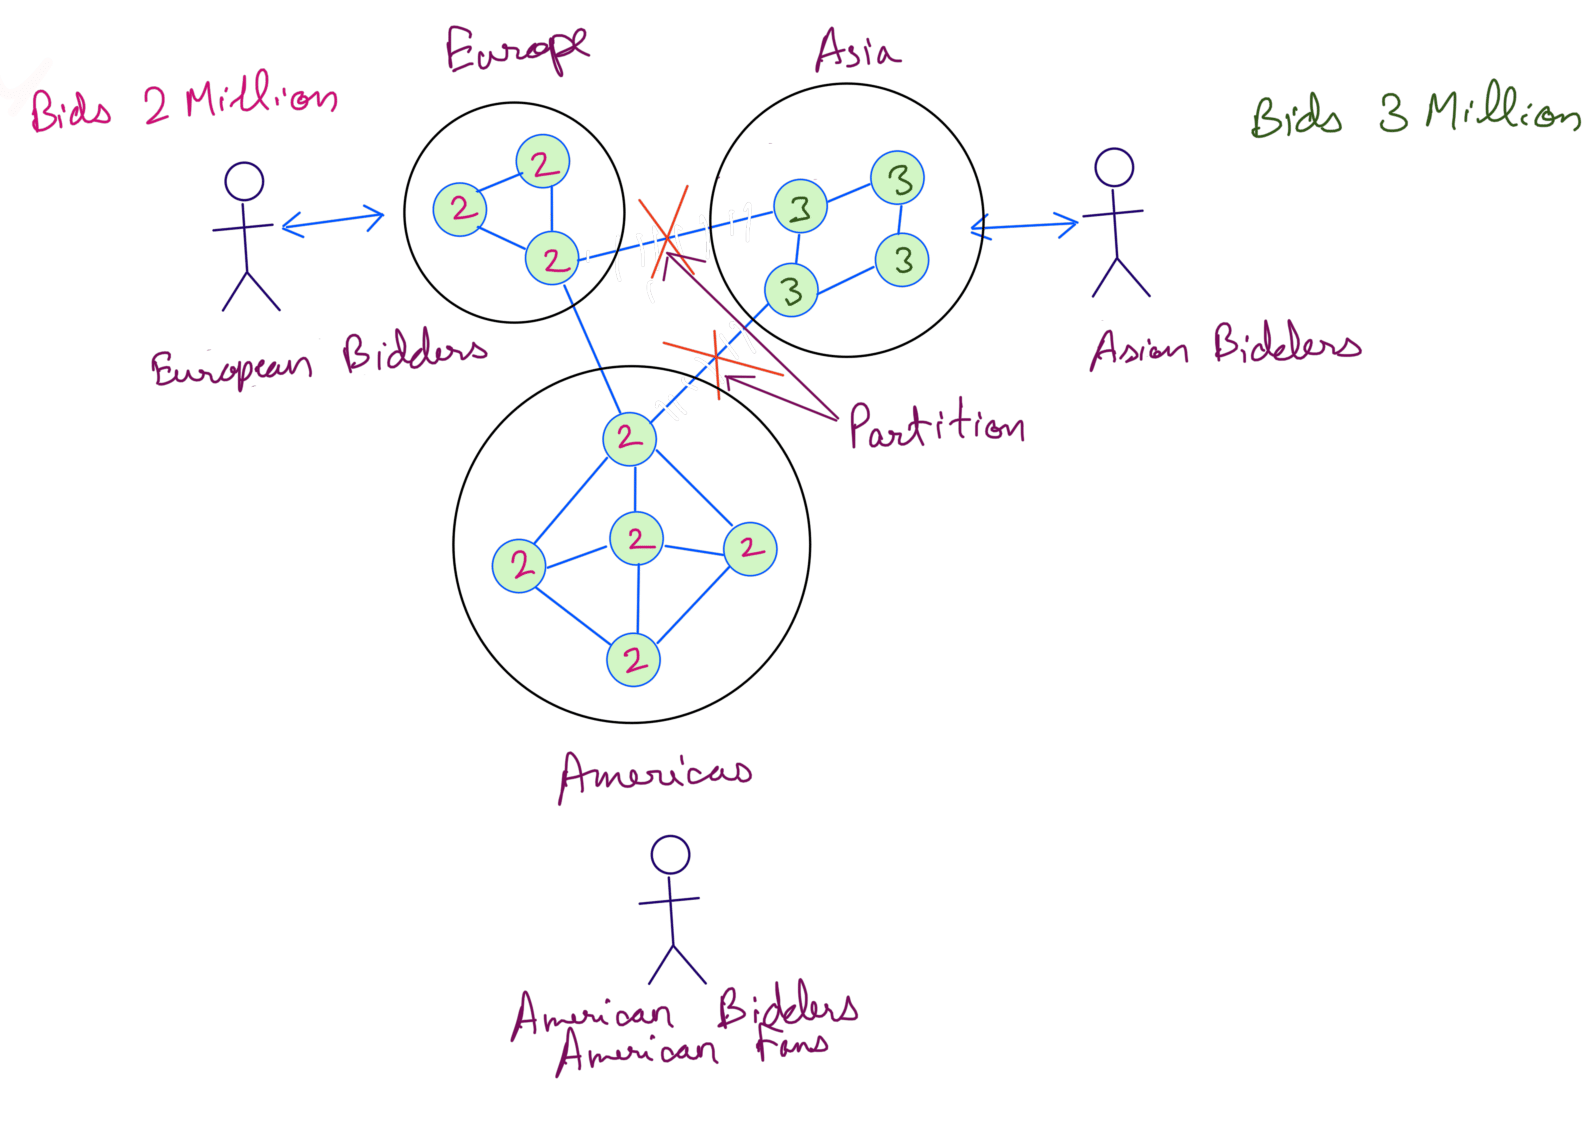 Europe
Asia
Bids 2 Million
Bids 3 Million
2
2
2
3
3
3
3
European Bidders
Asian Bidders
Partition
2
2
2
2
2
Americas
American Bidders
American Fans